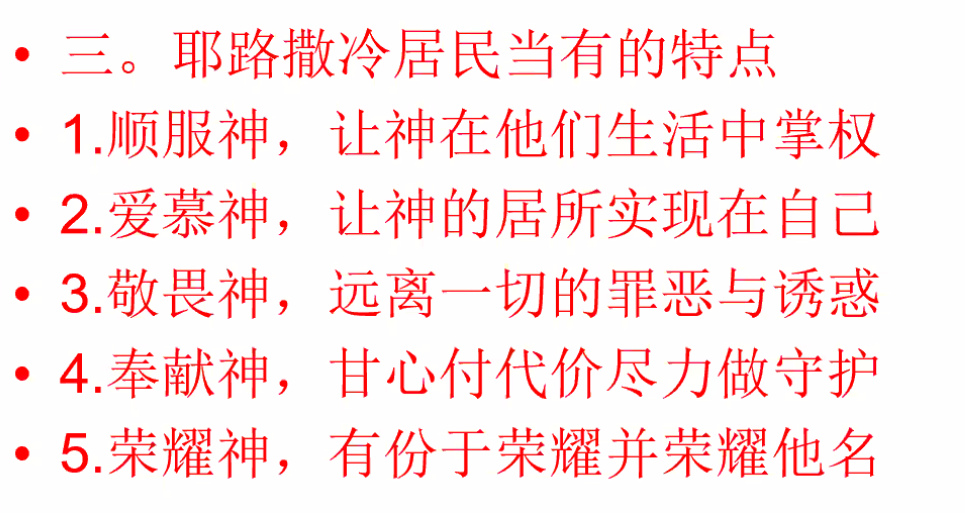 • 三。耶路撒冷居民当有的特点
• 1.顺服神，让神在他们生活中掌权
• 2.爱慕神，让神的居所实现在自己
• 3.敬畏神，远离一切的罪恶与诱惑
• 4.奉献神，甘心付代价尽力做守护
• 5.荣耀神，有份于荣耀并荣耀他名